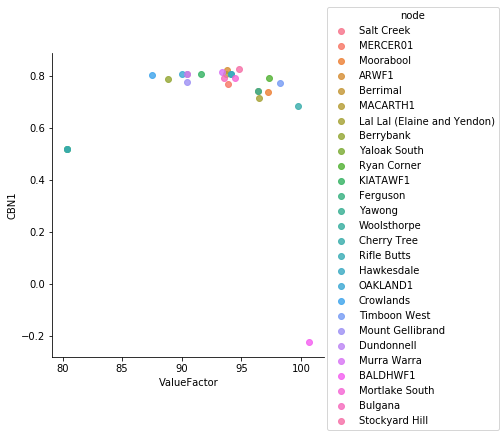 node
Salt Creek
MERCER01
Moorabool
ARWF1
Berrimal
MACARTH1
Lal Lal (Elaine and Yendon)
Berrybank
Yaloak South
Ryan Corner
KIATAWF1
Ferguson
Yawong
Woolsthorpe
Cherry Tree
Rifle Butts
Hawkesdale
OAKLAND1
Crowlands
Timboon West
Mount Gellibrand
Dundonnell
Murra Warra
BALDHWF1
Mortlake South
Bulgana
Stockyard Hill
CBN1
0.8
0.6
0.4
0.2
0.0
−0.2
80 85 90 95 100
ValueFactor